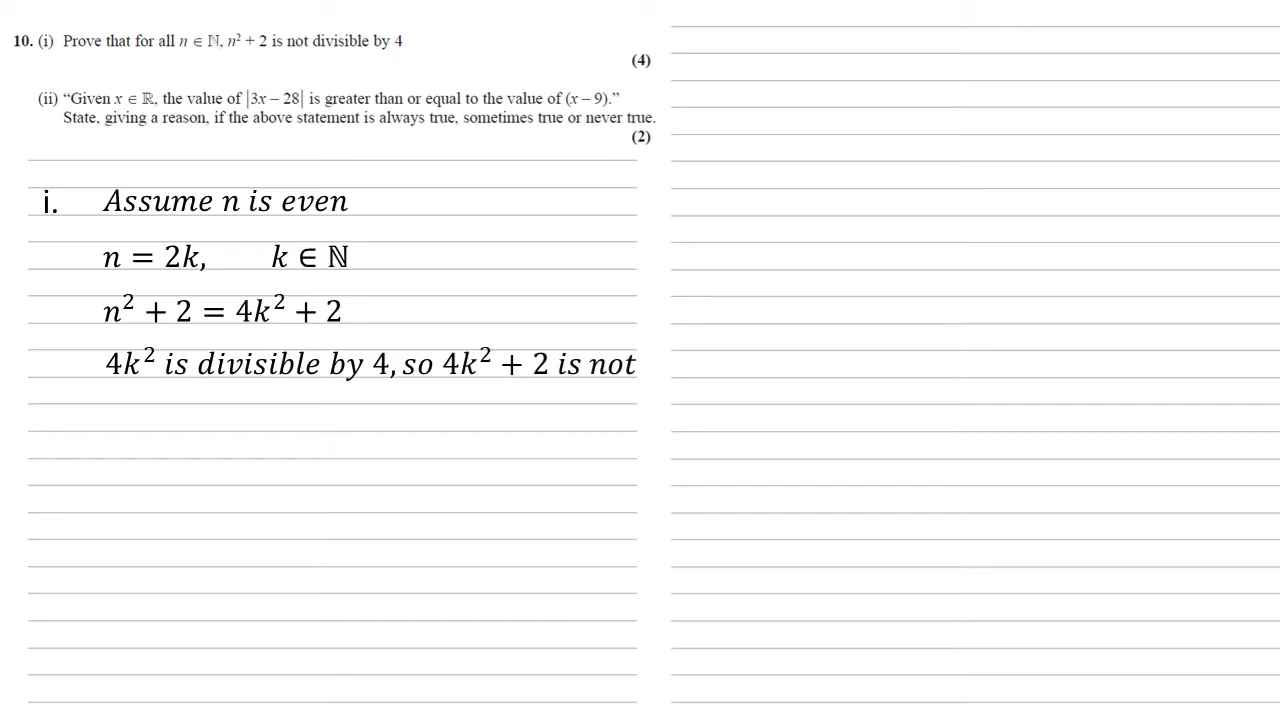 10. (i) Prove that for all n ∈ ℕ, n² + 2 is not divisible by 4
(4)
(ii) “Given x ∈ ℝ, the value of |3x – 28| is greater than or equal to the value of (x – 9).”
State, giving a reason, if the above statement is always true, sometimes true or never true.
(2)
i. Assume n is even
n = 2k, k ∈ ℕ
n² + 2 = 4k² + 2
4k² is divisible by 4, so 4k² + 2 is not